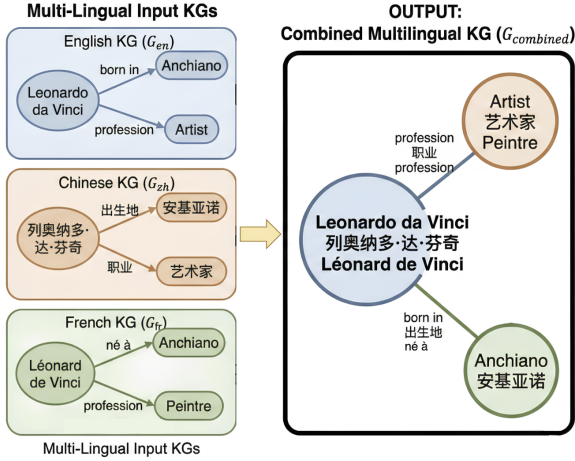 Multi-Lingual Input KGs
English KG (G_en)
Leonardo
da Vinci
born in
Anchiano
profession
Artist
Chinese KG (G_zh)
列奥纳多·
达·芬奇
出生地
安基亚诺
职业
艺术家
French KG (G_fr)
Léonard
de Vinci
né à
Anchiano
profession
Peintre
Multi-Lingual Input KGs
OUTPUT:
Combined Multilingual KG (G_combined)
Artist
艺术家
Peintre
profession
职业
profession
Leonardo da Vinci
列奥纳多·达·芬奇
Léonard de Vinci
born in
出生地
né à
Anchiano
安基亚诺